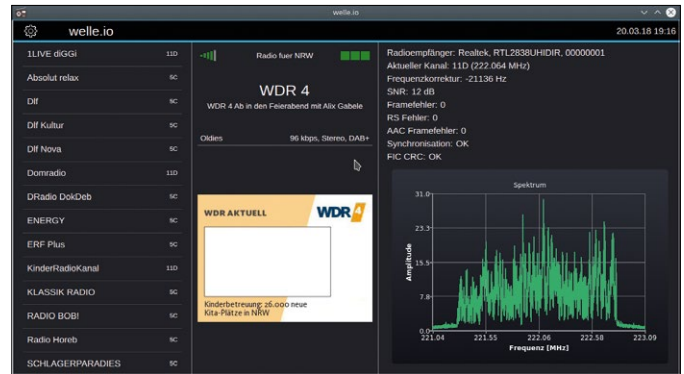 welle.io
welle.io
20.03.18 19:16
1LIVE diGGi 11D
Absolut relax 5C
Dlf 5C
Dlf Kultur 5C
Dlf Nova 5C
Domradio 11D
DRadio DokDeb 5C
ENERGY 5C
ERF Plus 5C
KinderRadioKanal 11D
KLASSIK RADIO 5C
RADIO BOB! 5C
Radio Horeb 5C
SCHLAGERPARADIES 5C
Radio fuer NRW
WDR 4
WDR 4 Ab in den Feierabend mit Alix Gabele
Oldies 96 kbps, Stereo, DAB+
WDR AKTUELL WDR 4
Kinderbetreuung: 26.000 neue
Kita-Plätze in NRW
Radioempfänger: Realtek, RTL2838UHIDIR, 00000001
Aktueller Kanal: 11D (222.064 MHz)
Frequenzkorrektur: -21136 Hz
SNR: 12 dB
Framefehler: 0
RS Fehler: 0
AAC Framefehler: 0
Synchronisation: OK
FIC CRC: OK
Spektrum
31.0
23.3
15.5
7.8
0.0
Amplitude
221.04 221.55 222.06 222.58 223.09
Frequenz [MHz]